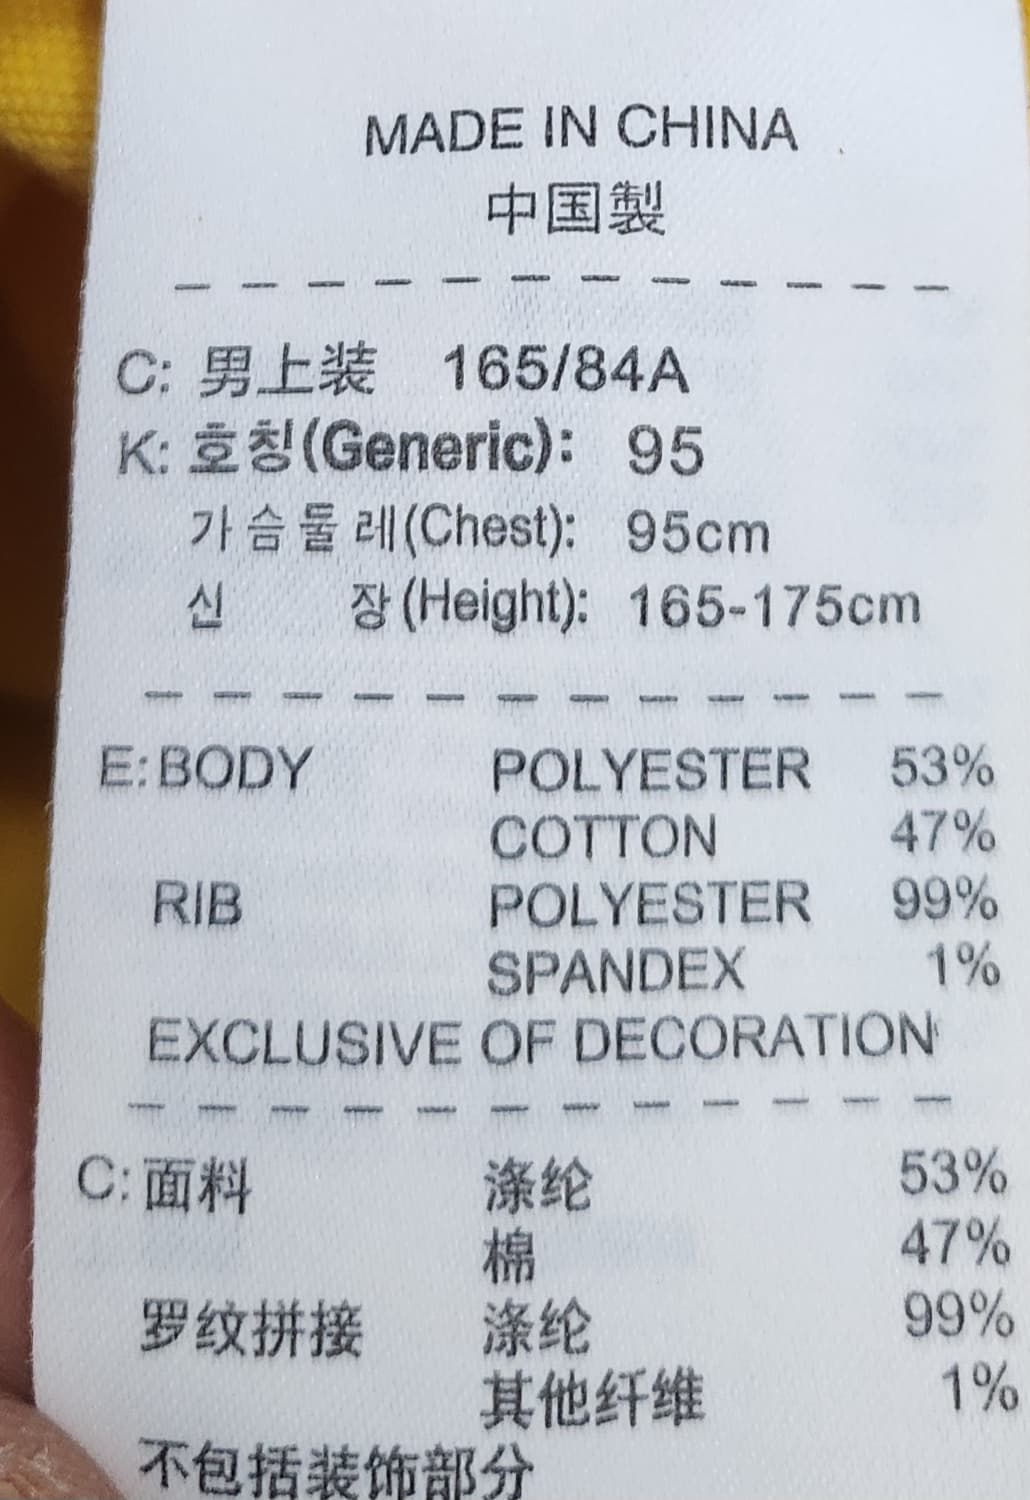 MADE IN CHINA
中国製
C: 男上装 165/84A
K: 호칭(Generic): 95
가슴둘레(Chest): 95cm
신 장(Height): 165-175cm
E: BODY POLYESTER 53%
COTTON 47%
RIB POLYESTER 99%
SPANDEX 1%
EXCLUSIVE OF DECORATION
C: 面料 涤纶 53%
棉 47%
罗纹拼接 涤纶 99%
其他纤维 1%
不包括装饰部分